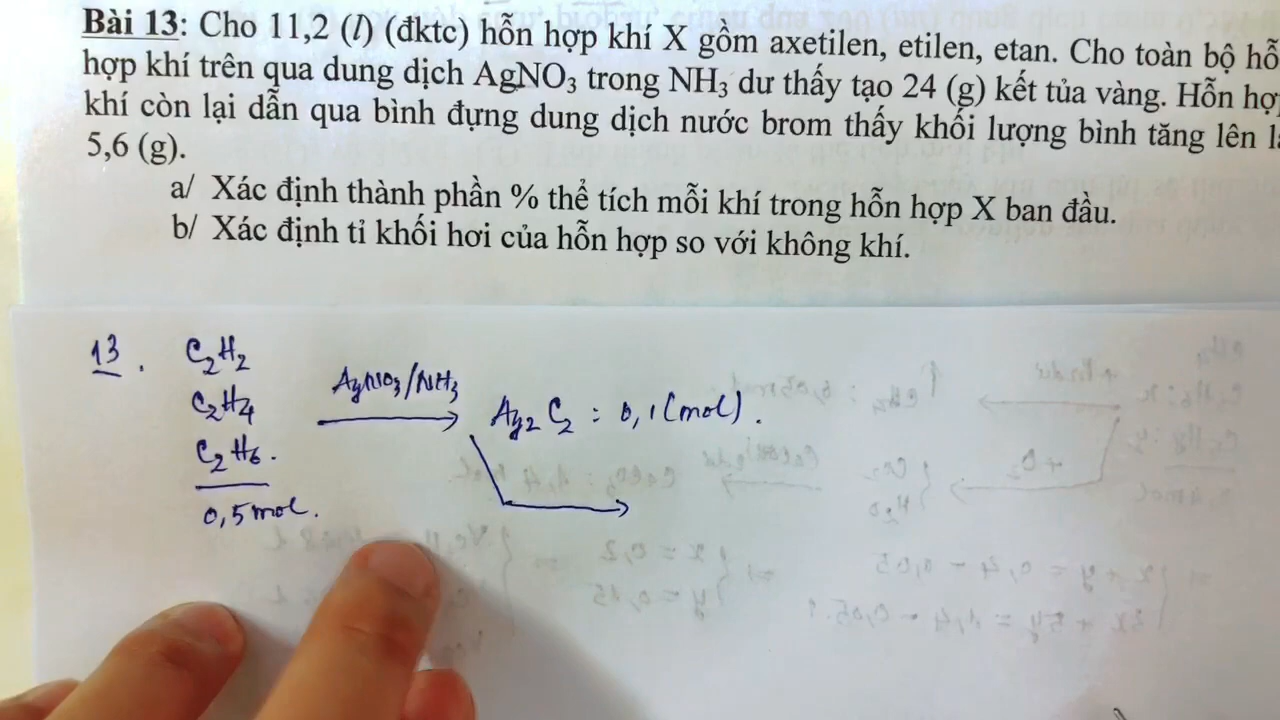 Bài 13: Cho 11,2 (l) (đktc) hỗn hợp khí X gồm axetilen, etilen, etan. Cho toàn bộ hỗ
hợp khí trên qua dung dịch AgNO₃ trong NH₃ dư thấy tạo 24 (g) kết tủa vàng. Hỗn hợ
khí còn lại dẫn qua bình đựng dung dịch nước brom thấy khối lượng bình tăng lên l
5,6 (g).
a/ Xác định thành phần % thể tích mỗi khí trong hỗn hợp X ban đầu.
b/ Xác định tỉ khối hơi của hỗn hợp so với không khí.
13. C₂H₂
C₂H₄
C₂H₆.
0,5 mol.
AgNO₃/NH₃
Ag₂C₂ : 0,1 (mol).